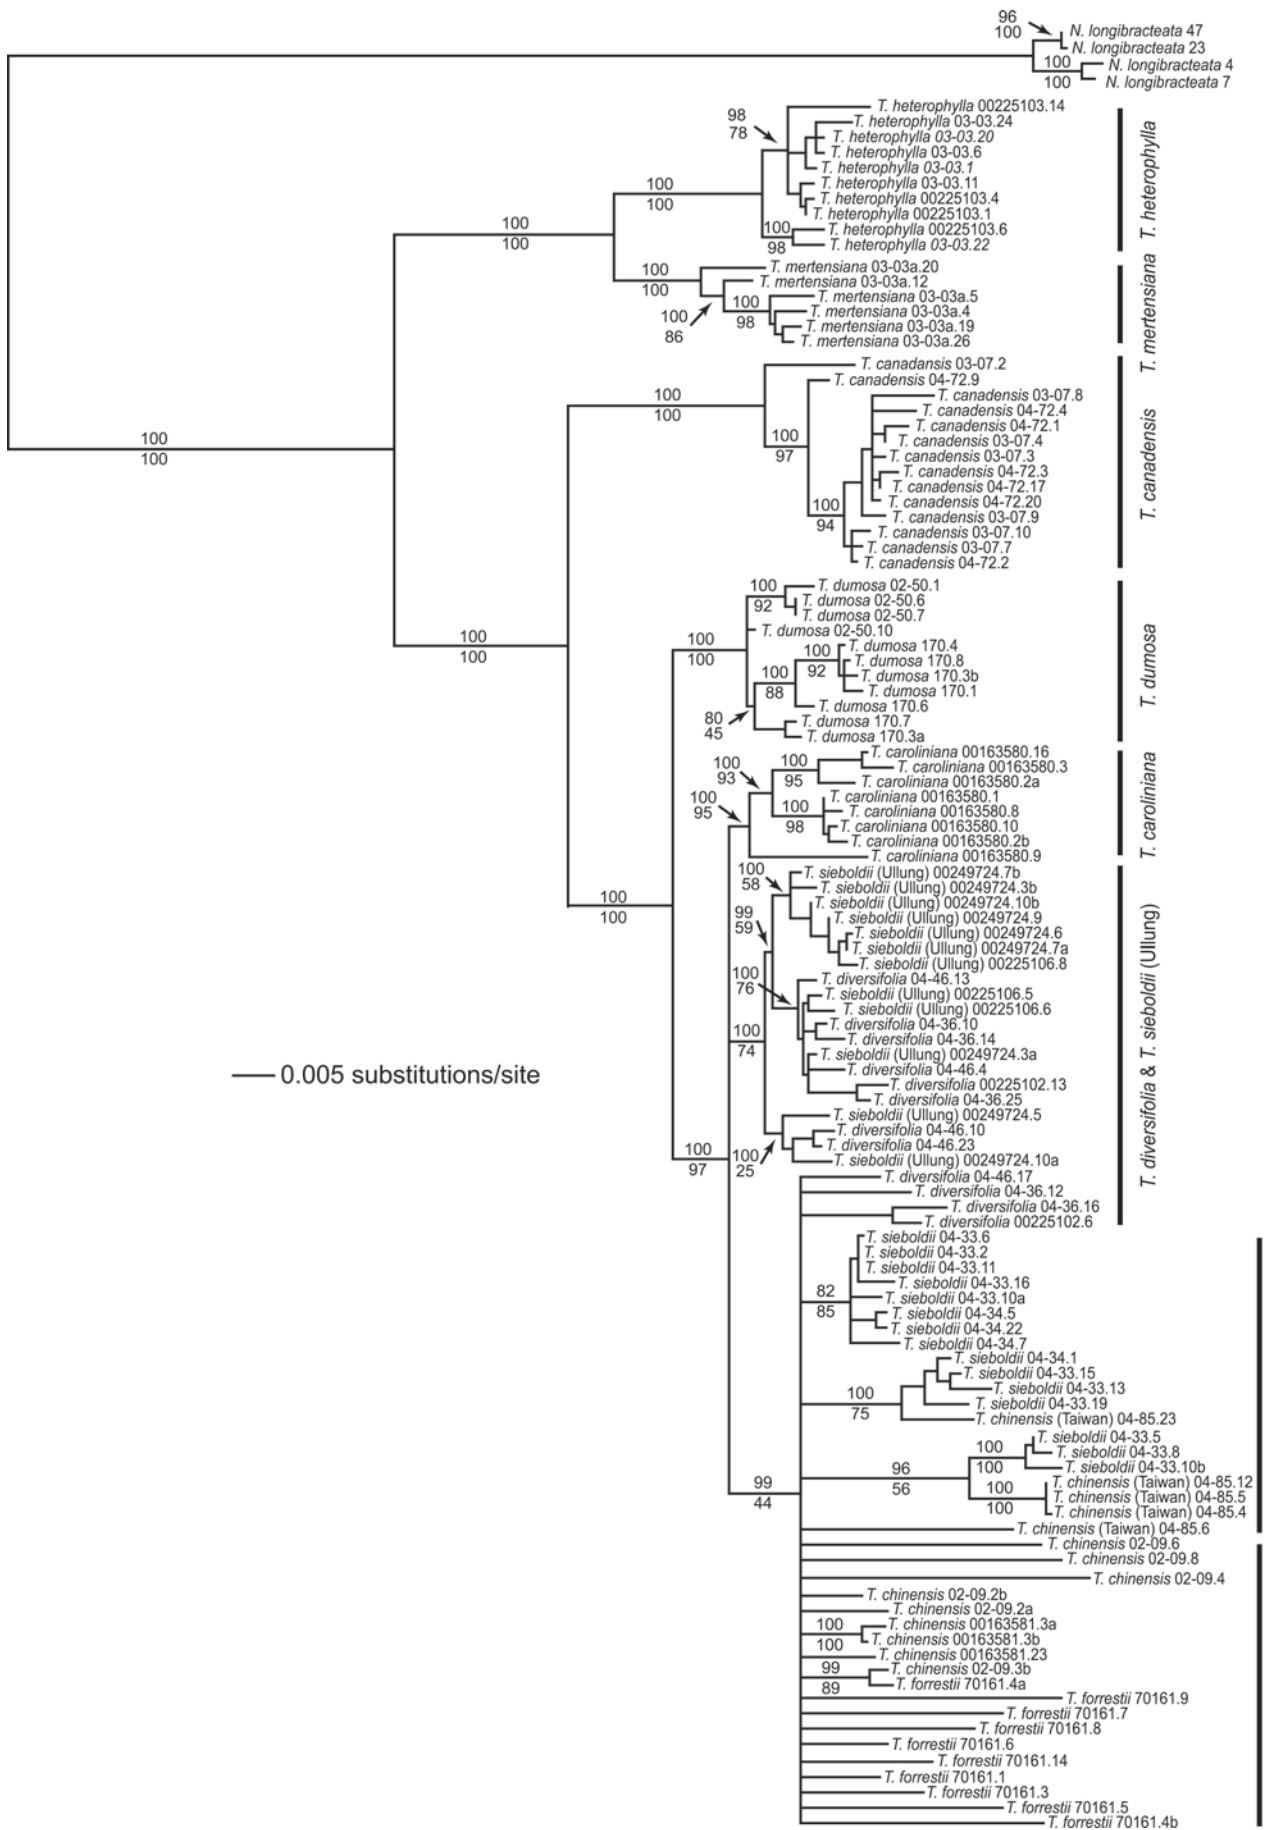 96
100
N. longibracteata 47
N. longibracteata 23
100
100
N. longibracteata 4
N. longibracteata 7
98
78
T. heterophylla 00225103.14
T. heterophylla 03-03.24
T. heterophylla 03-03.20
T. heterophylla 03-03.6
T. heterophylla 03-03.1
T. heterophylla 03-03.11
T. heterophylla 00225103.4
T. heterophylla 00225103.1
T. heterophylla 00225103.6
T. heterophylla 03-03.22
100
98
100
100
100
100
T. heterophylla
T. mertensiana 03-03a.20
T. mertensiana 03-03a.12
T. mertensiana 03-03a.5
T. mertensiana 03-03a.4
T. mertensiana 03-03a.19
T. mertensiana 03-03a.26
100
100
100
86
100
98
T. mertensiana
T. canadansis 03-07.2
T. canadensis 04-72.9
T. canadensis 03-07.8
T. canadensis 04-72.4
T. canadensis 04-72.1
T. canadensis 03-07.4
T. canadensis 03-07.3
T. canadensis 04-72.3
T. canadensis 04-72.17
T. canadensis 04-72.20
T. canadensis 03-07.9
T. canadensis 03-07.10
T. canadensis 03-07.7
T. canadensis 04-72.2
100
100
100
97
100
94
T. canadensis
100
100
100
100
T. dumosa 02-50.1
T. dumosa 02-50.6
T. dumosa 02-50.7
T. dumosa 02-50.10
T. dumosa 170.4
T. dumosa 170.8
T. dumosa 170.3b
T. dumosa 170.1
T. dumosa 170.6
T. dumosa 170.7
T. dumosa 170.3a
100
92
100
100
100
92
100
88
80
45
T. dumosa
T. caroliniana 00163580.16
T. caroliniana 00163580.3
T. caroliniana 00163580.2a
T. caroliniana 00163580.1
T. caroliniana 00163580.8
T. caroliniana 00163580.10
T. caroliniana 00163580.2b
T. caroliniana 00163580.9
100
93
100
95
100
95
100
98
T. caroliniana
100
100
T. sieboldii (Ullung) 00249724.7b
T. sieboldii (Ullung) 00249724.3b
T. sieboldii (Ullung) 00249724.10b
T. sieboldii (Ullung) 00249724.9
T. sieboldii (Ullung) 00249724.6
T. sieboldii (Ullung) 00249724.7a
T. sieboldii (Ullung) 00225106.8
T. diversifolia 04-46.13
T. sieboldii (Ullung) 00225106.5
T. sieboldii (Ullung) 00225106.6
T. diversifolia 04-36.10
T. diversifolia 04-36.14
T. sieboldii (Ullung) 00249724.3a
T. diversifolia 04-46.4
T. diversifolia 00225102.13
T. diversifolia 04-36.25
T. sieboldii (Ullung) 00249724.5
T. diversifolia 04-46.10
T. diversifolia 04-46.23
T. sieboldii (Ullung) 00249724.10a
T. diversifolia 04-46.17
T. diversifolia 04-36.12
T. diversifolia 04-36.16
T. diversifolia 00225102.6
100
58
99
59
100
76
100
74
100
97
100
25
T. diversifolia & T. sieboldii (Ullung)
0.005 substitutions/site
T. sieboldii 04-33.6
T. sieboldii 04-33.2
T. sieboldii 04-33.11
T. sieboldii 04-33.16
T. sieboldii 04-33.10a
T. sieboldii 04-34.5
T. sieboldii 04-34.22
T. sieboldii 04-34.7
82
85
T. sieboldii 04-34.1
T. sieboldii 04-33.15
T. sieboldii 04-33.13
T. sieboldii 04-33.19
T. chinensis (Taiwan) 04-85.23
100
75
T. sieboldii 04-33.5
T. sieboldii 04-33.8
T. sieboldii 04-33.10b
T. chinensis (Taiwan) 04-85.12
T. chinensis (Taiwan) 04-85.5
T. chinensis (Taiwan) 04-85.4
T. chinensis (Taiwan) 04-85.6
100
100
96
56
100
100
99
44
T. chinensis 02-09.6
T. chinensis 02-09.8
T. chinensis 02-09.4
T. chinensis 02-09.2b
T. chinensis 02-09.2a
T. chinensis 00163581.3a
T. chinensis 00163581.3b
T. chinensis 00163581.23
T. chinensis 02-09.3b
T. forrestii 70161.4a
100
100
99
89
T. forrestii 70161.9
T. forrestii 70161.7
T. forrestii 70161.8
T. forrestii 70161.6
T. forrestii 70161.14
T. forrestii 70161.1
T. forrestii 70161.3
T. forrestii 70161.5
T. forrestii 70161.4b